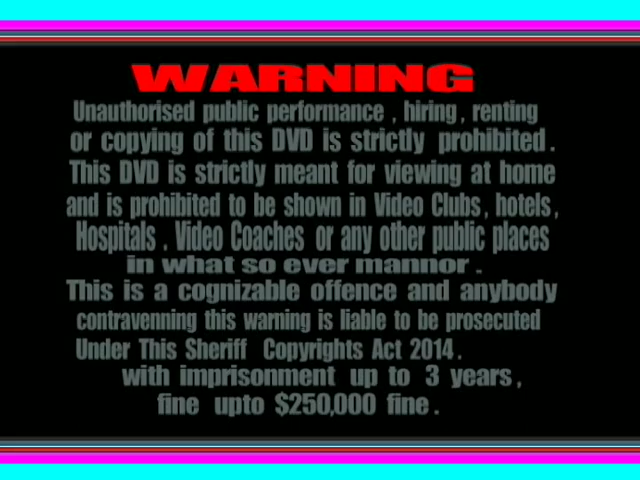 WARNING
Unauthorised public performance , hiring , renting
or copying of this DVD is strictly prohibited .
This DVD is strictly meant for viewing at home
and is prohibited to be shown in Video Clubs , hotels ,
Hospitals . Video Coaches or any other public places
in what so ever mannor .
This is a cognizable offence and anybody
contravenning this warning is liable to be prosecuted
Under This Sheriff Copyrights Act 2014 .
with imprisonment up to 3 years ,
fine upto $250,000 fine .